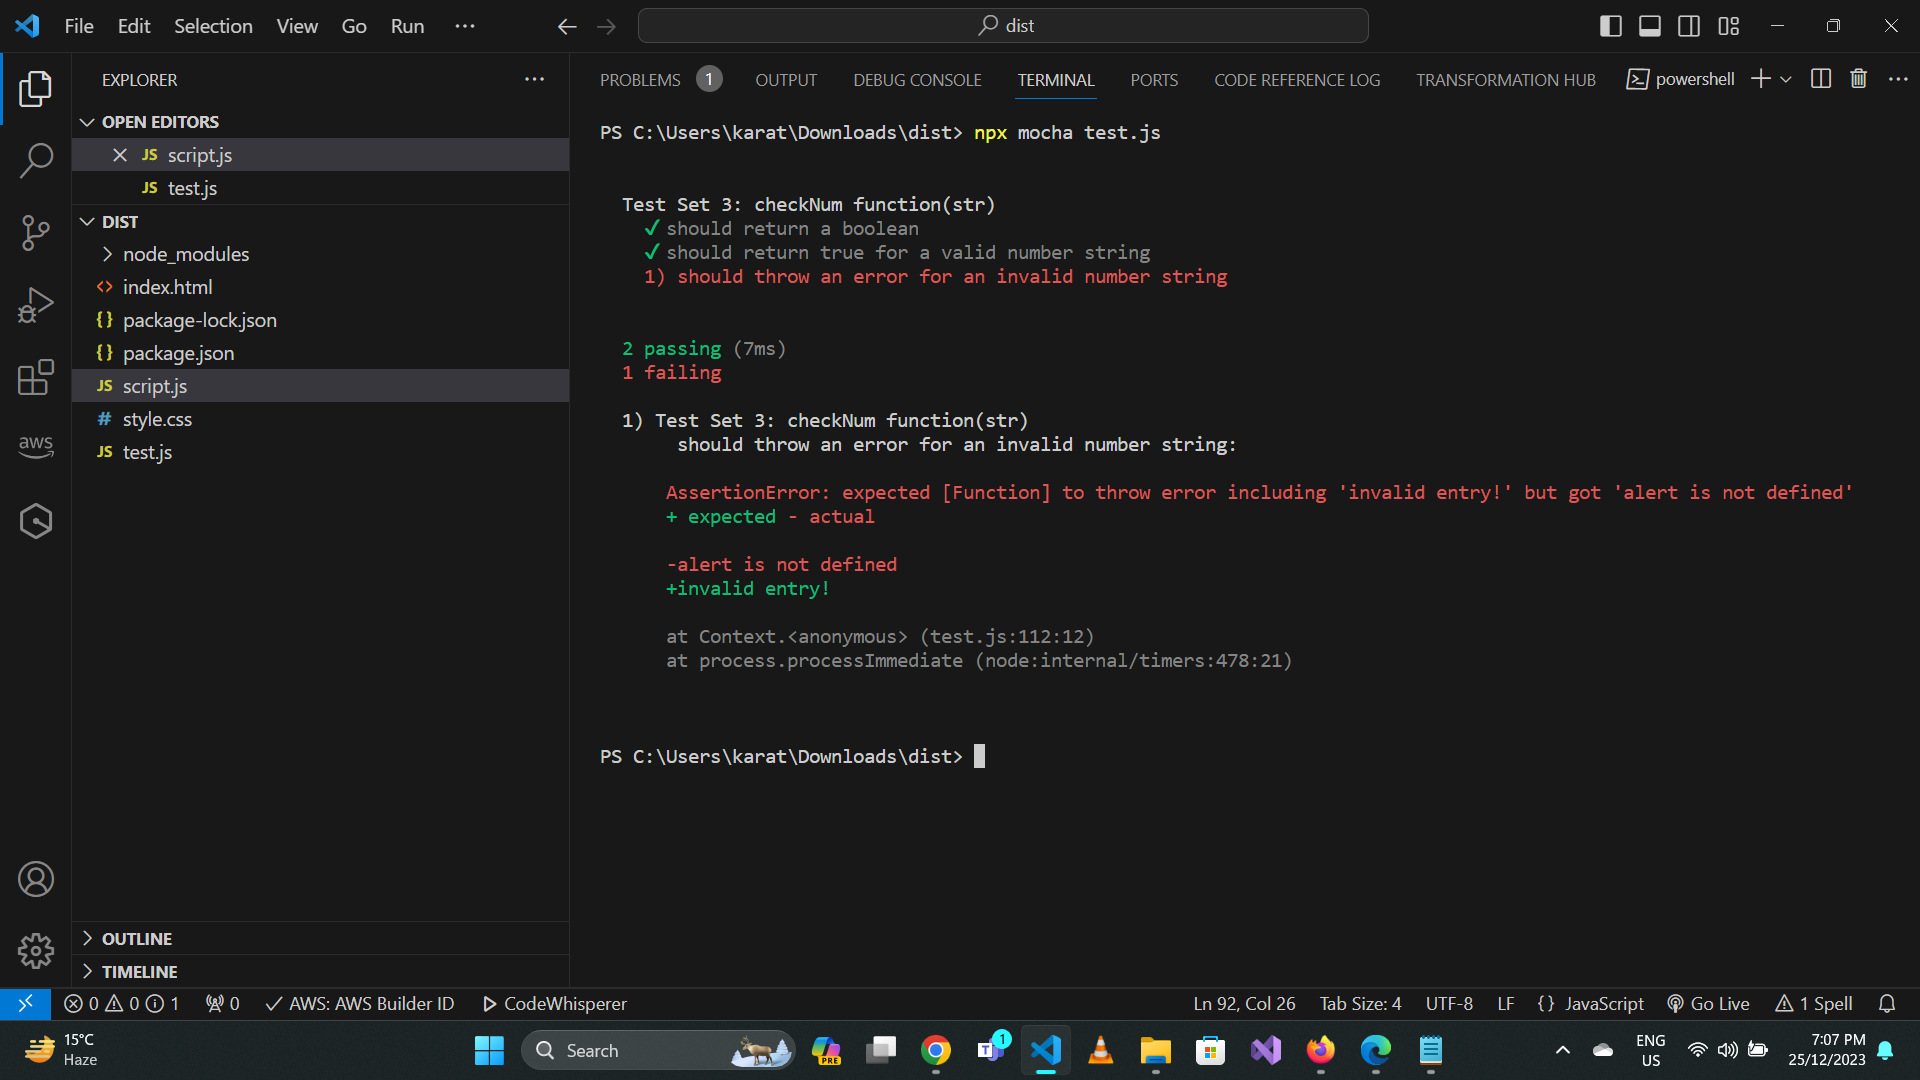 File Edit Selection View Go Run ···
dist
EXPLORER
OPEN EDITORS
JS script.js
JS test.js
DIST
node_modules
<> index.html
{} package-lock.json
{} package.json
JS script.js
# style.css
JS test.js
aws
OUTLINE
TIMELINE
PROBLEMS 1 OUTPUT DEBUG CONSOLE TERMINAL PORTS CODE REFERENCE LOG TRANSFORMATION HUB powershell
PS C:\Users\karat\Downloads\dist> npx mocha test.js
Test Set 3: checkNum function(str)
✓ should return a boolean
✓ should return true for a valid number string
1) should throw an error for an invalid number string
2 passing (7ms)
1 failing
1) Test Set 3: checkNum function(str)
should throw an error for an invalid number string:
AssertionError: expected [Function] to throw error including 'invalid entry!' but got 'alert is not defined'
+ expected - actual
-alert is not defined
+invalid entry!
at Context.<anonymous> (test.js:112:12)
at process.processImmediate (node:internal/timers:478:21)
PS C:\Users\karat\Downloads\dist>
0 0 1 0 AWS: AWS Builder ID CodeWhisperer Ln 92, Col 26 Tab Size: 4 UTF-8 LF {} JavaScript Go Live 1 Spell
15°C
Haze
Search
PRE
T
1
ENG
US
7:07 PM
25/12/2023